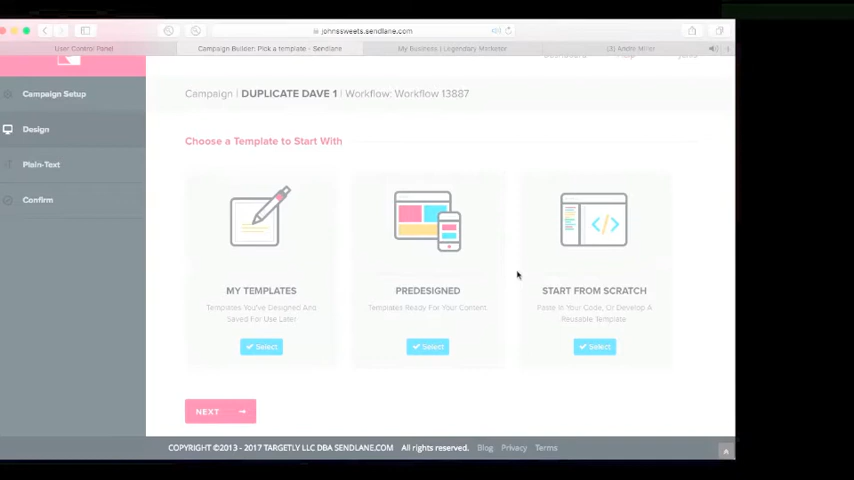 johnssweets.sendlane.com
User Control Panel
Campaign Builder: Pick a template - Sendlane
My Business | Legendary Marketer
(1) Andre Miller
Campaign Setup
Campaign | DUPLICATE DAVE 1 | Workflow: Workflow 13887
Design
Choose a Template to Start With
Plain-Text
Confirm
MY TEMPLATES
Templates You've Designed And
Saved For Use Later
Select
PREDESIGNED
Templates Ready For Your Content.
Select
START FROM SCRATCH
Paste In Your Code, Or Develop A
Reusable Template
Select
NEXT
COPYRIGHT ©2013 - 2017 TARGETLY LLC DBA SENDLANE.COM All rights reserved. Blog Privacy Terms